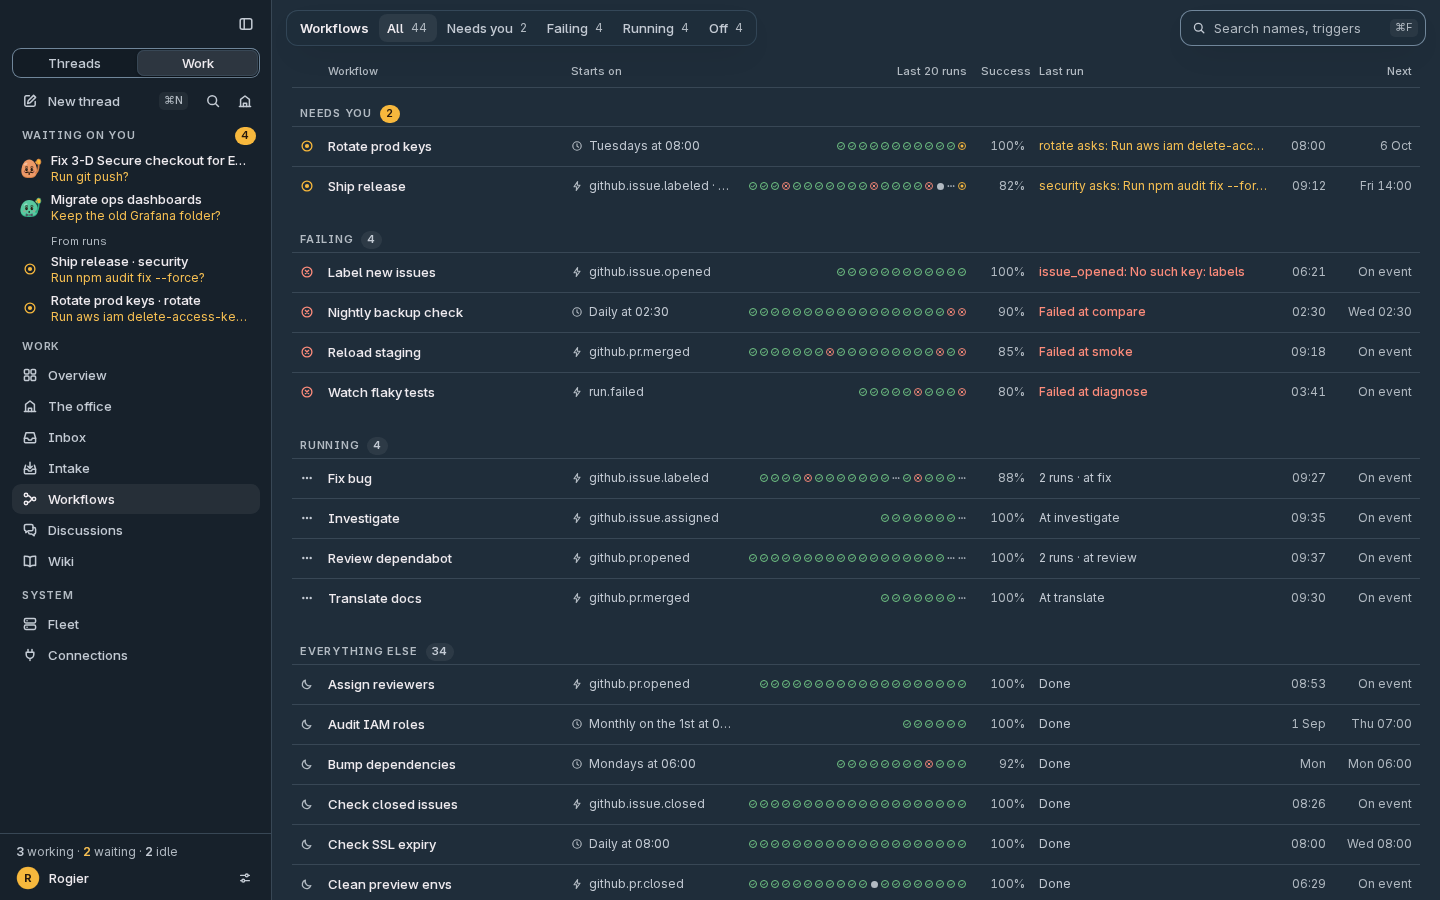 Threads
Work
New thread ⌘N
WAITING ON YOU 4
Fix 3-D Secure checkout for E…
Run git push?
Migrate ops dashboards
Keep the old Grafana folder?
From runs
Ship release · security
Run npm audit fix --force?
Rotate prod keys · rotate
Run aws iam delete-access-ke…
WORK
Overview
The office
Inbox
Intake
Workflows
Discussions
Wiki
SYSTEM
Fleet
Connections
3 working · 2 waiting · 2 idle
R Rogier
Workflows All 44 Needs you 2 Failing 4 Running 4 Off 4
Search names, triggers ⌘F
Workflow Starts on Last 20 runs Success Last run Next
NEEDS YOU 2
Rotate prod keys Tuesdays at 08:00 100% rotate asks: Run aws iam delete-acc… 08:00 6 Oct
Ship release github.issue.labeled · … 82% security asks: Run npm audit fix --for… 09:12 Fri 14:00
FAILING 4
Label new issues github.issue.opened 100% issue_opened: No such key: labels 06:21 On event
Nightly backup check Daily at 02:30 90% Failed at compare 02:30 Wed 02:30
Reload staging github.pr.merged 85% Failed at smoke 09:18 On event
Watch flaky tests run.failed 80% Failed at diagnose 03:41 On event
RUNNING 4
Fix bug github.issue.labeled 88% 2 runs · at fix 09:27 On event
Investigate github.issue.assigned 100% At investigate 09:35 On event
Review dependabot github.pr.opened 100% 2 runs · at review 09:37 On event
Translate docs github.pr.merged 100% At translate 09:30 On event
EVERYTHING ELSE 34
Assign reviewers github.pr.opened 100% Done 08:53 On event
Audit IAM roles Monthly on the 1st at 0… 100% Done 1 Sep Thu 07:00
Bump dependencies Mondays at 06:00 92% Done Mon Mon 06:00
Check closed issues github.issue.closed 100% Done 08:26 On event
Check SSL expiry Daily at 08:00 100% Done 08:00 Wed 08:00
Clean preview envs github.pr.closed 100% Done 06:29 On event